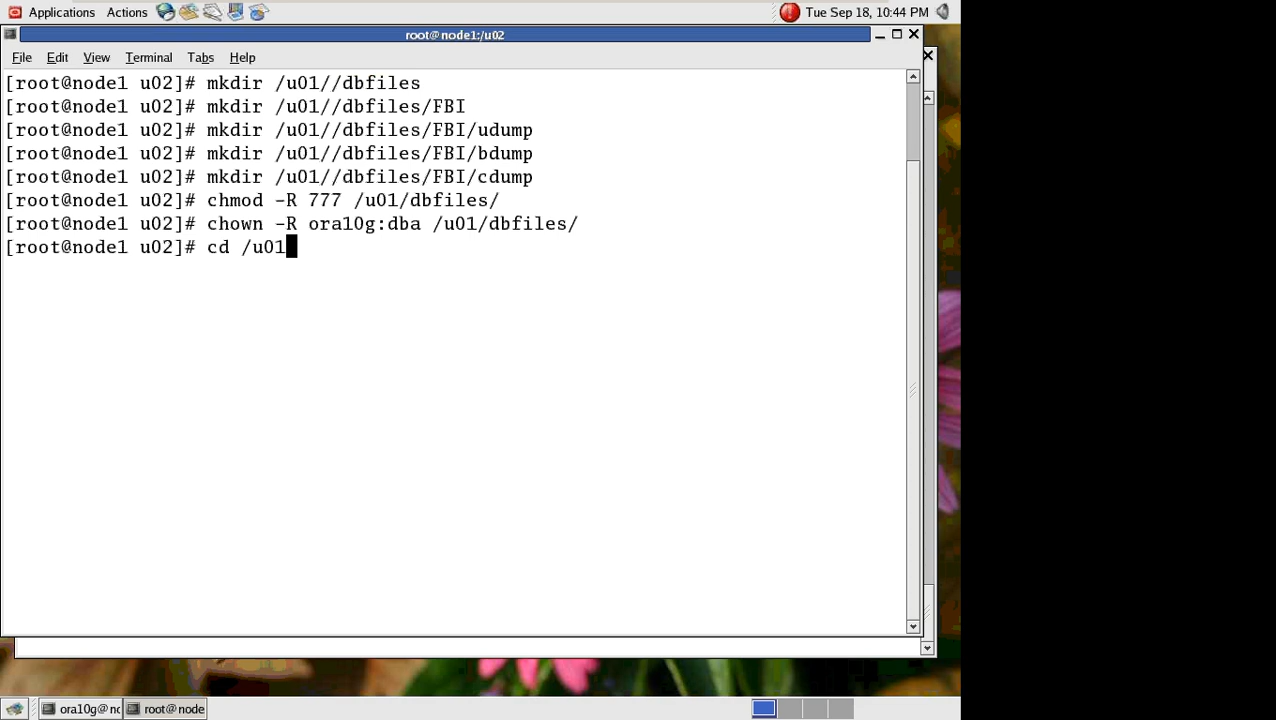 Applications Actions Tue Sep 18, 10:44 PM
root@node1:/u02
File Edit View Terminal Tabs Help
[root@node1 u02]# mkdir /u01//dbfiles
[root@node1 u02]# mkdir /u01//dbfiles/FBI
[root@node1 u02]# mkdir /u01//dbfiles/FBI/udump
[root@node1 u02]# mkdir /u01//dbfiles/FBI/bdump
[root@node1 u02]# mkdir /u01//dbfiles/FBI/cdump
[root@node1 u02]# chmod -R 777 /u01/dbfiles/
[root@node1 u02]# chown -R ora10g:dba /u01/dbfiles/
[root@node1 u02]# cd /u01
ora10g@no root@node